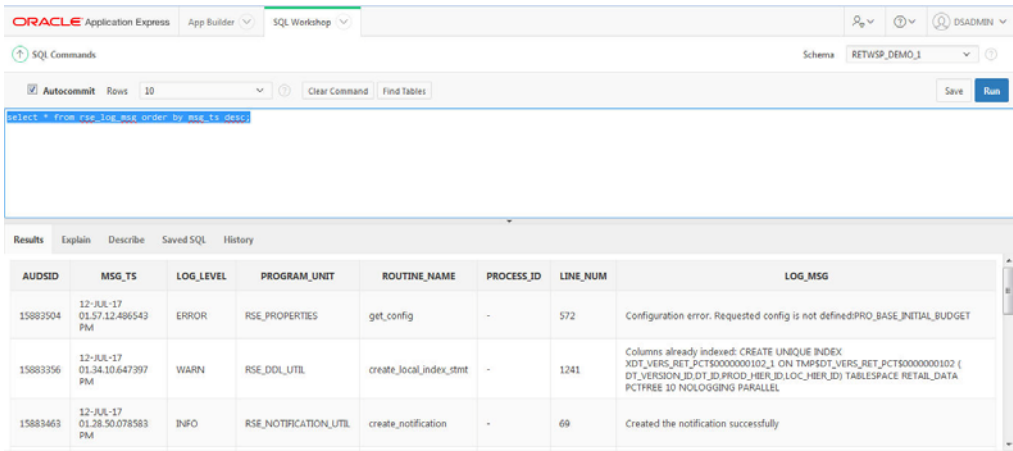 ORACLE Application Express App Builder SQL Workshop DSADMIN
SQL Commands Schema RETWSP_DEMO_1
Autocommit Rows 10 Clear Command Find Tables Save Run
select * from rse_log_msg order by msg_ts desc;
Results Explain Describe Saved SQL History
AUDSID MSG_TS LOG_LEVEL PROGRAM_UNIT ROUTINE_NAME PROCESS_ID LINE_NUM LOG_MSG
12-JUL-17
15883504 01.57.12.486543 ERROR RSE_PROPERTIES get_config - 572 Configuration error. Requested config is not defined:PRO_BASE_INITIAL_BUDGET
PM
Columns already indexed: CREATE UNIQUE INDEX
12-JUL-17 XDT_VERS_RET_PCT$0000000102_1 ON TMP$DT_VERS_RET_PCT$0000000102 (
15883356 01.34.10.647397 WARN RSE_DDL_UTIL create_local_index_stmt - 1241 DT_VERSION_ID,DT_ID,PROD_HIER_ID,LOC_HIER_ID) TABLESPACE RETAIL_DATA
PM PCTFREE 10 NOLOGGING PARALLEL
12-JUL-17
15883463 01.28.50.078583 INFO RSE_NOTIFICATION_UTIL create_notification - 69 Created the notification successfully
PM